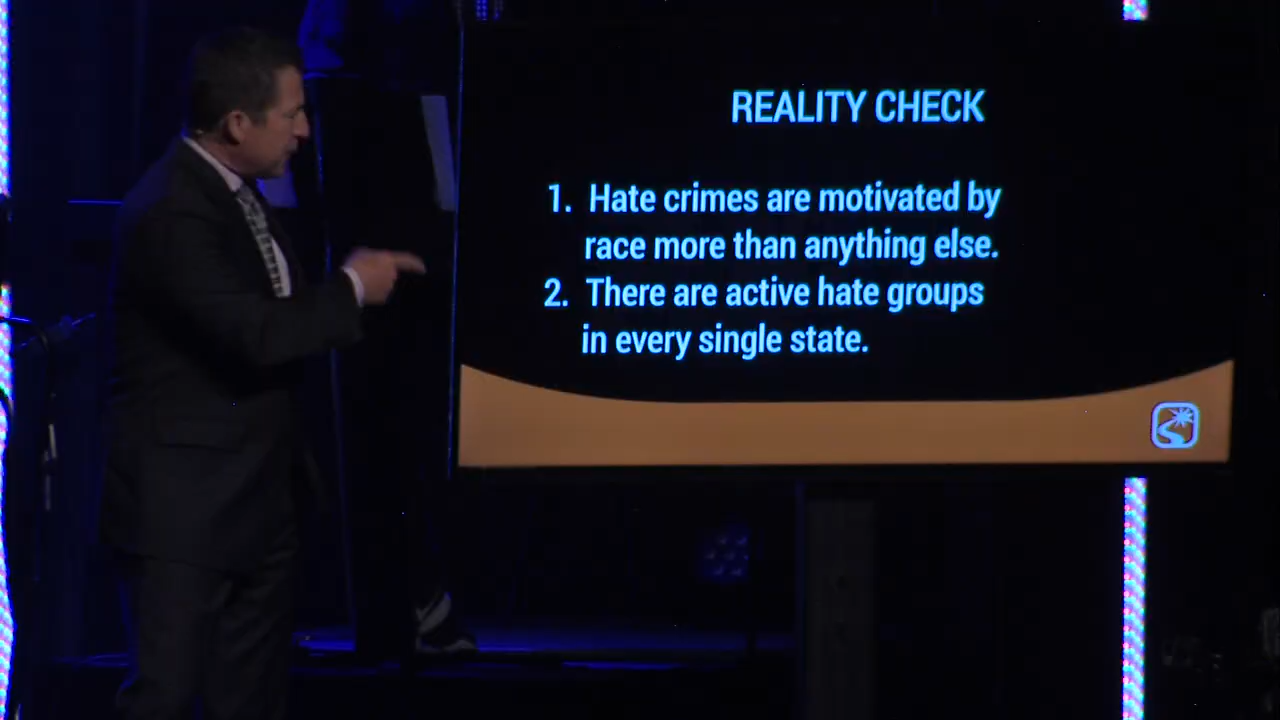 REALITY CHECK
1. Hate crimes are motivated by
race more than anything else.
2. There are active hate groups
in every single state.